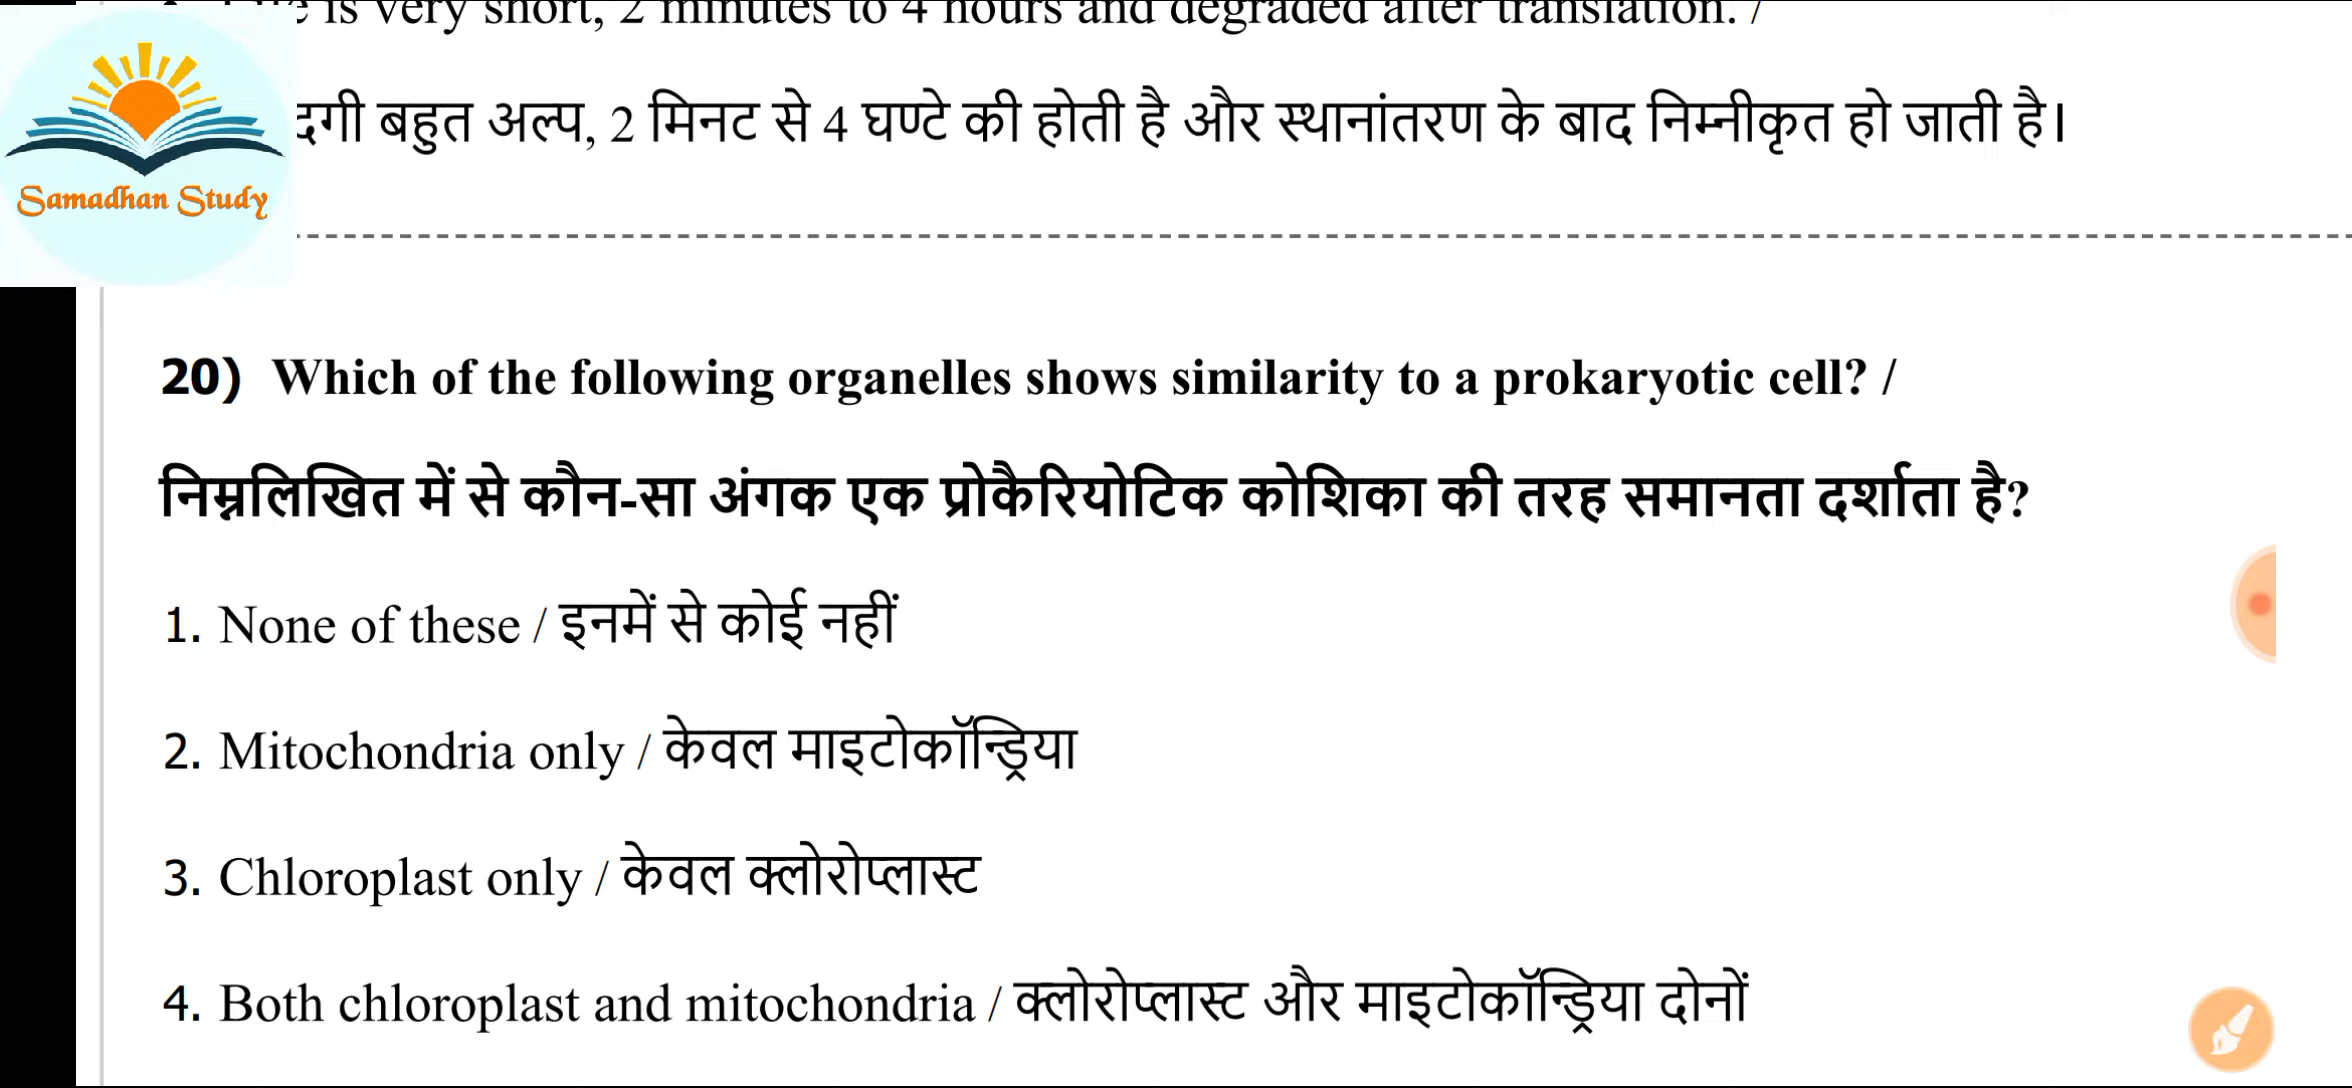 is very short, 2 minutes to 4 hours and degraded after translation. /
Samadhan Study
दगी बहुत अल्प, 2 मिनट से 4 घण्टे की होती है और स्थानांतरण के बाद निम्नीकृत हो जाती है।
20) Which of the following organelles shows similarity to a prokaryotic cell? /
निम्नलिखित में से कौन-सा अंगक एक प्रोकैरियोटिक कोशिका की तरह समानता दर्शाता है?
1. None of these / इनमें से कोई नहीं
2. Mitochondria only / केवल माइटोकॉन्ड्रिया
3. Chloroplast only / केवल क्लोरोप्लास्ट
4. Both chloroplast and mitochondria / क्लोरोप्लास्ट और माइटोकॉन्ड्रिया दोनों